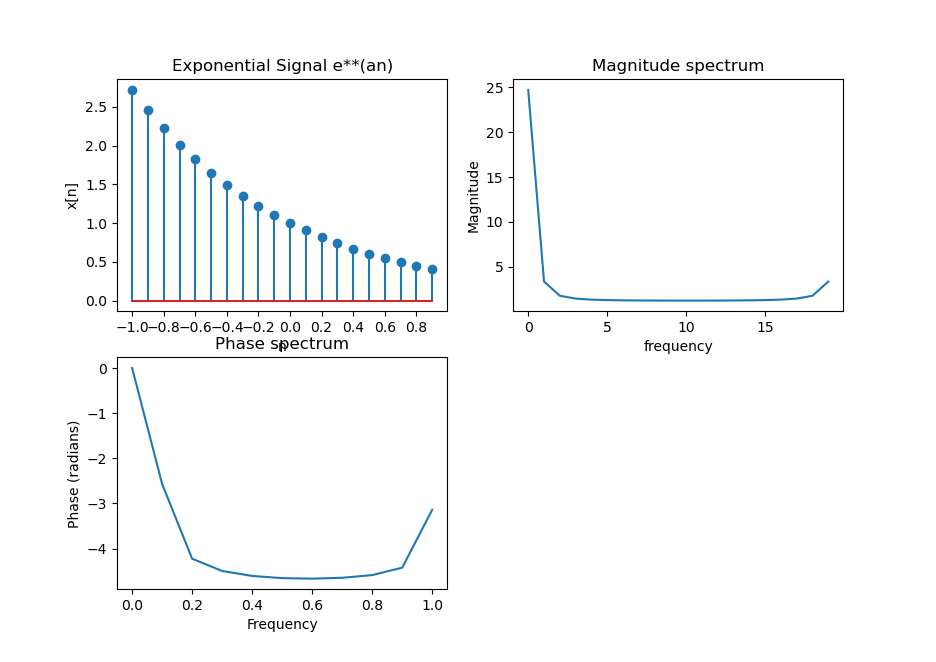 Exponential Signal e**(an)
x[n]
2.5
2.0
1.5
1.0
0.5
0.0
−1.0−0.8−0.6−0.4−0.2 0.0 0.2 0.4 0.6 0.8
n
Magnitude spectrum
Magnitude
25
20
15
10
5
0 5 10 15
frequency
Phase spectrum
Phase (radians)
0
−1
−2
−3
−4
0.0 0.2 0.4 0.6 0.8 1.0
Frequency